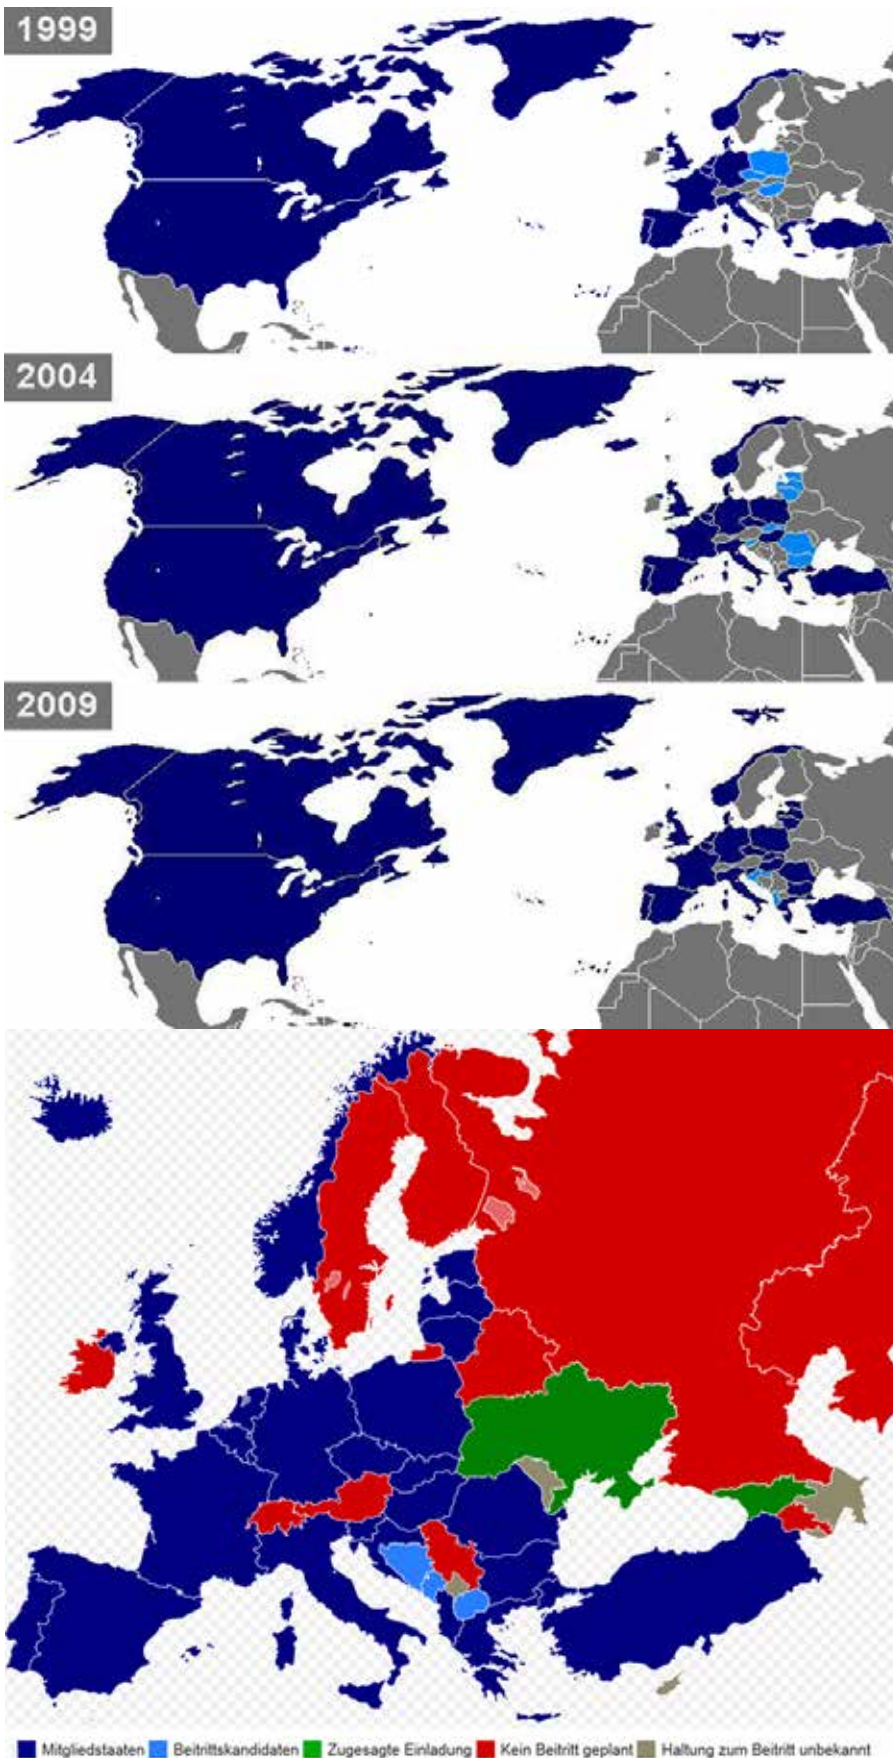 1999
2004
2009
Mitgliedstaaten Beitrittskandidaten Zugesagte Einladung Kein Beitritt geplant Haltung zum Beitritt unbekannt